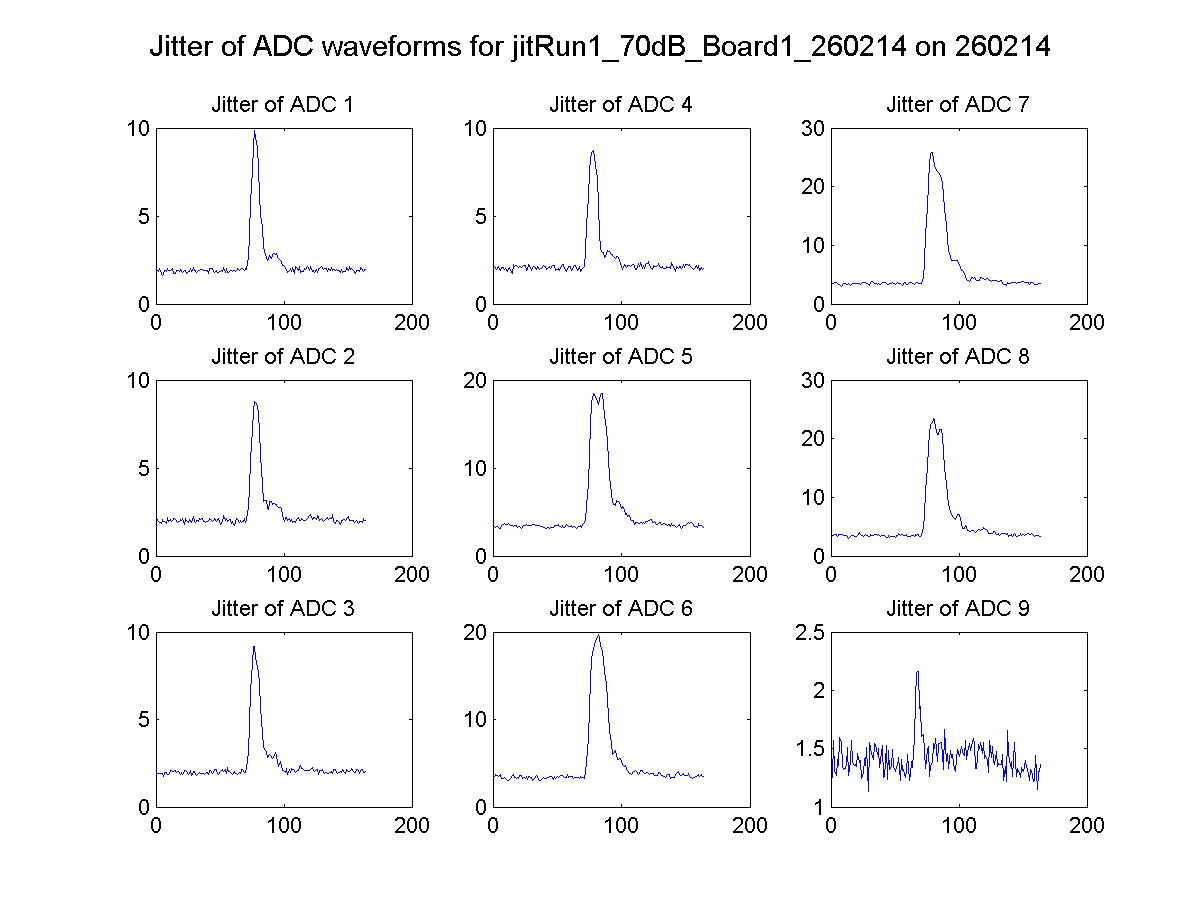 Jitter of ADC waveforms for jitRun1_70dB_Board1_260214 on 260214
Jitter of ADC 1
10
5
0
0 100 200
Jitter of ADC 4
10
5
0
0 100 200
Jitter of ADC 7
30
20
10
0
0 100 200
Jitter of ADC 2
10
5
0
0 100 200
Jitter of ADC 5
20
10
0
0 100 200
Jitter of ADC 8
30
20
10
0
0 100 200
Jitter of ADC 3
10
5
0
0 100 200
Jitter of ADC 6
20
10
0
0 100 200
Jitter of ADC 9
2.5
2
1.5
1
0 100 200